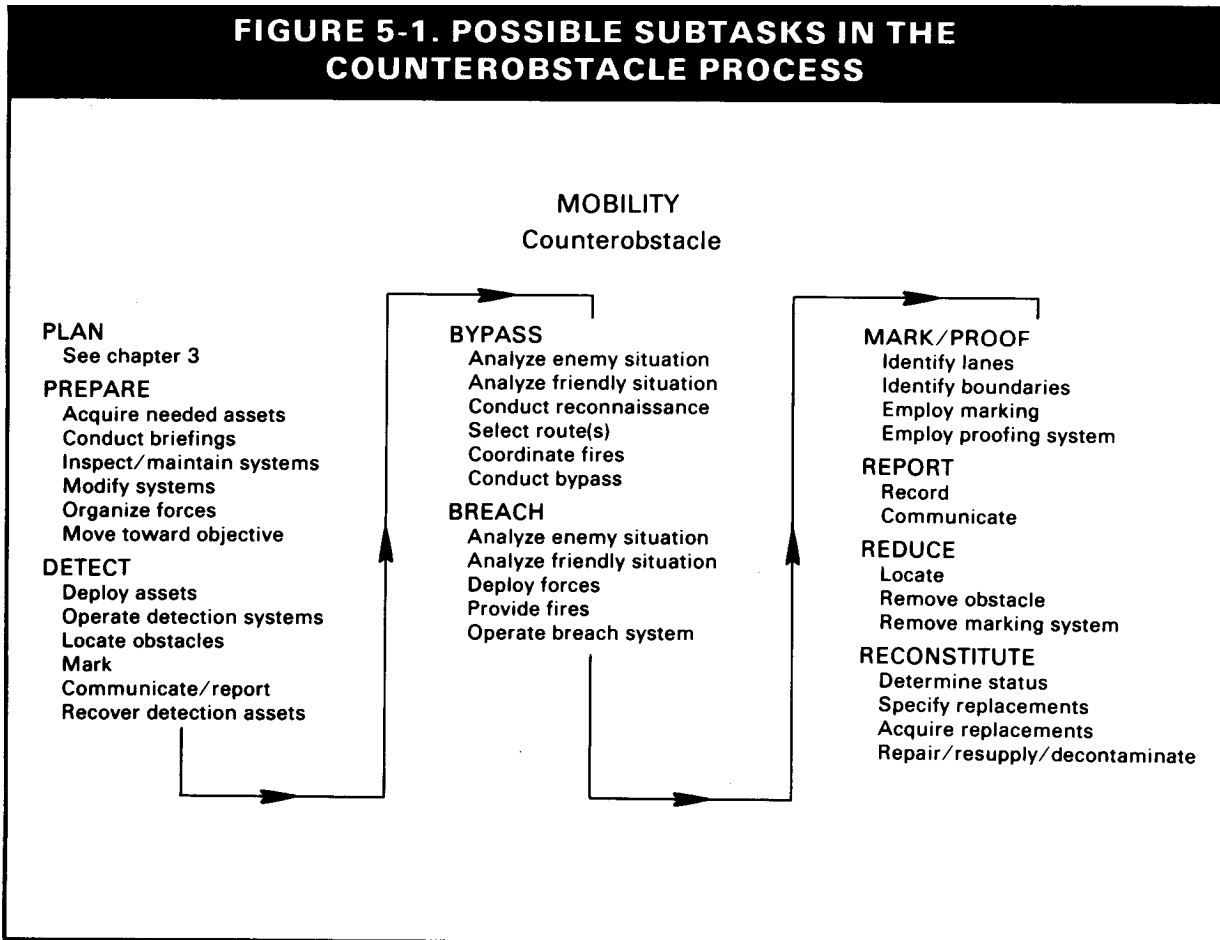 FIGURE 5-1. POSSIBLE SUBTASKS IN THE
COUNTEROBSTACLE PROCESS
MOBILITY
Counterobstacle
PLAN
See chapter 3
PREPARE
Acquire needed assets
Conduct briefings
Inspect/maintain systems
Modify systems
Organize forces
Move toward objective
DETECT
Deploy assets
Operate detection systems
Locate obstacles
Mark
Communicate/report
Recover detection assets
BYPASS
Analyze enemy situation
Analyze friendly situation
Conduct reconnaissance
Select route(s)
Coordinate fires
Conduct bypass
BREACH
Analyze enemy situation
Analyze friendly situation
Deploy forces
Provide fires
Operate breach system
MARK/PROOF
Identify lanes
Identify boundaries
Employ marking
Employ proofing system
REPORT
Record
Communicate
REDUCE
Locate
Remove obstacle
Remove marking system
RECONSTITUTE
Determine status
Specify replacements
Acquire replacements
Repair/resupply/decontaminate